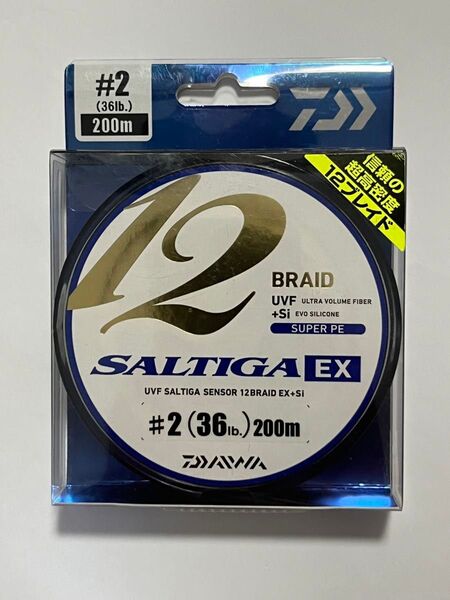 #2
(36lb.)
200m
信頼の
超高密度
12ブレイド
12
BRAID
UVF ULTRA VOLUME FIBER
+Si EVO SILICONE
SUPER PE
SALTIGA EX
UVF SALTIGA SENSOR 12BRAID EX+Si
#2(36lb.)200m
DAIWA